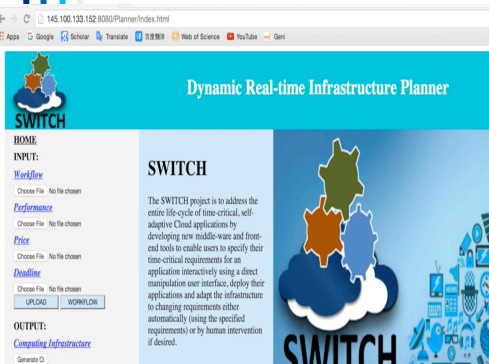 145.100.133.152:8080/Planner/index.html
Apps Google Scholar Translate 百度翻译 Web of Science YouTube Geni
Dynamic Real-time Infrastructure Planner
SWITCH
HOME
INPUT:
Workflow
Choose File No file chosen
Performance
Choose File No file chosen
Price
Choose File No file chosen
Deadline
Choose File No file chosen
UPLOAD WORKFLOW
OUTPUT:
Computing Infrastructure
Generate CI
SWITCH
The SWITCH project is to address the
entire life-cycle of time-critical, self-
adaptive Cloud applications by
developing new middle-ware and front-
end tools to enable users to specify their
time-critical requirements for an
application interactively using a direct
manipulation user interface, deploy their
applications and adapt the infrastructure
to changing requirements either
automatically (using the specified
requirements) or by human intervention
if desired.
SWITCH